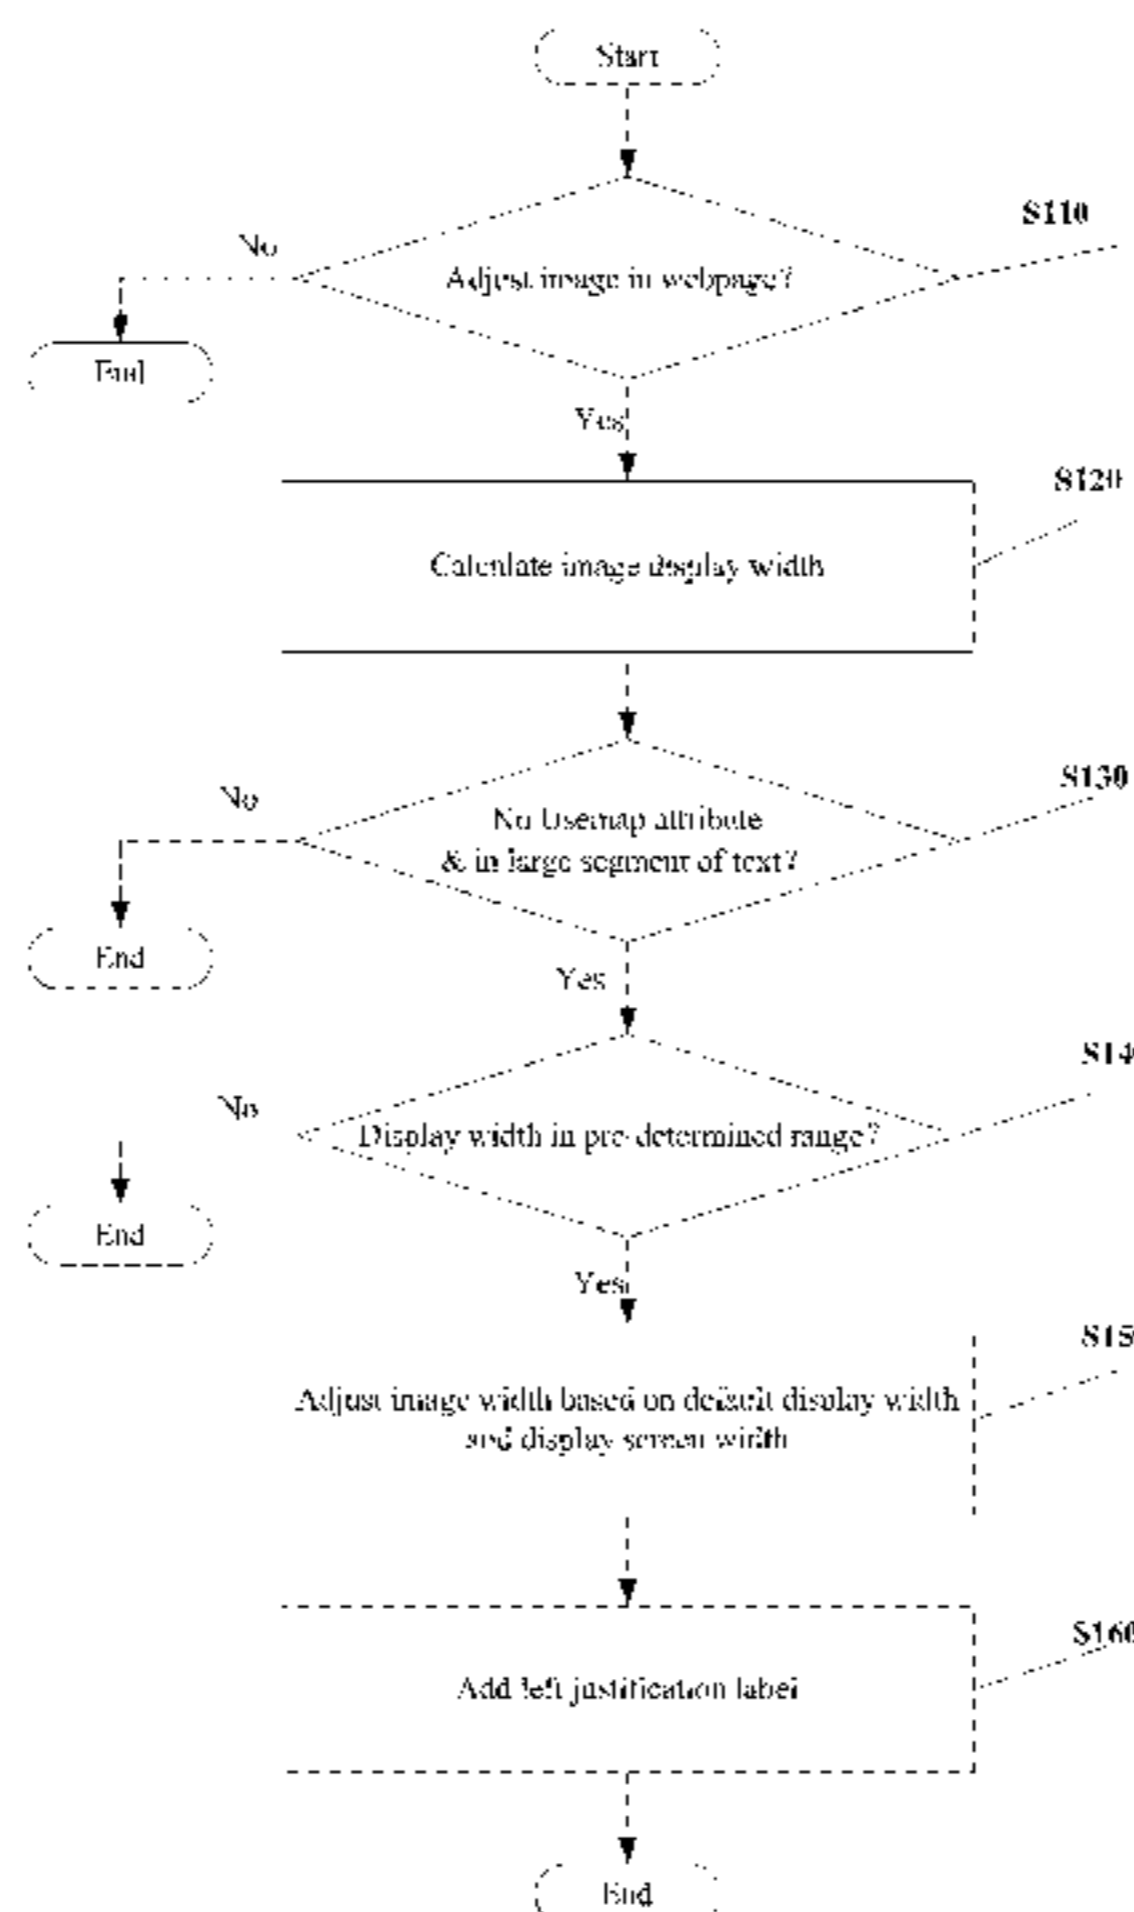 Start
S110
No
Adjust image in webpage?
End
Yes
S120
Calculate image display width
S130
No
No Usemap attribute
& in large segment of text?
End
Yes
S14
No
Display width in pre-determined range?
End
Yes
S15
Adjust image width based on default display width
and display screen width
S160
Add left justification label
End